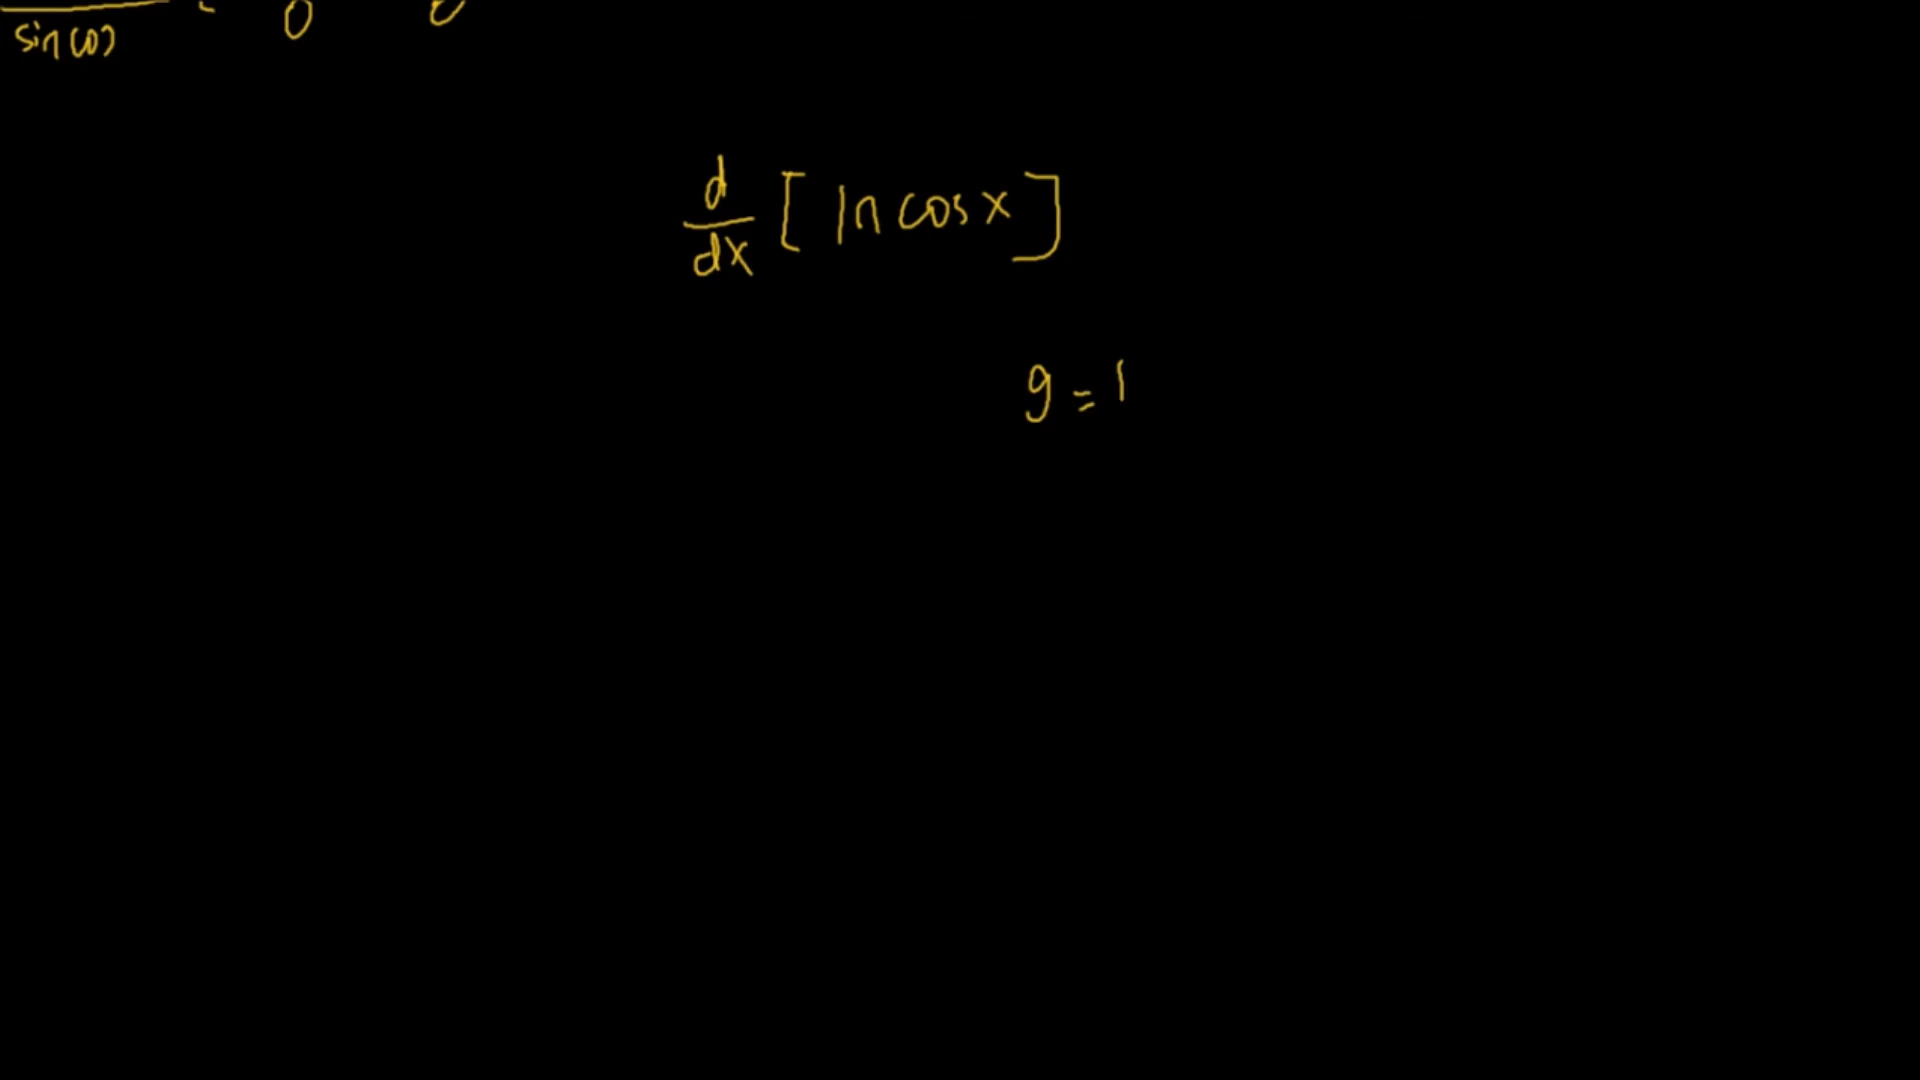 sin cos
d/dx [ ln cos x ]
g = 1